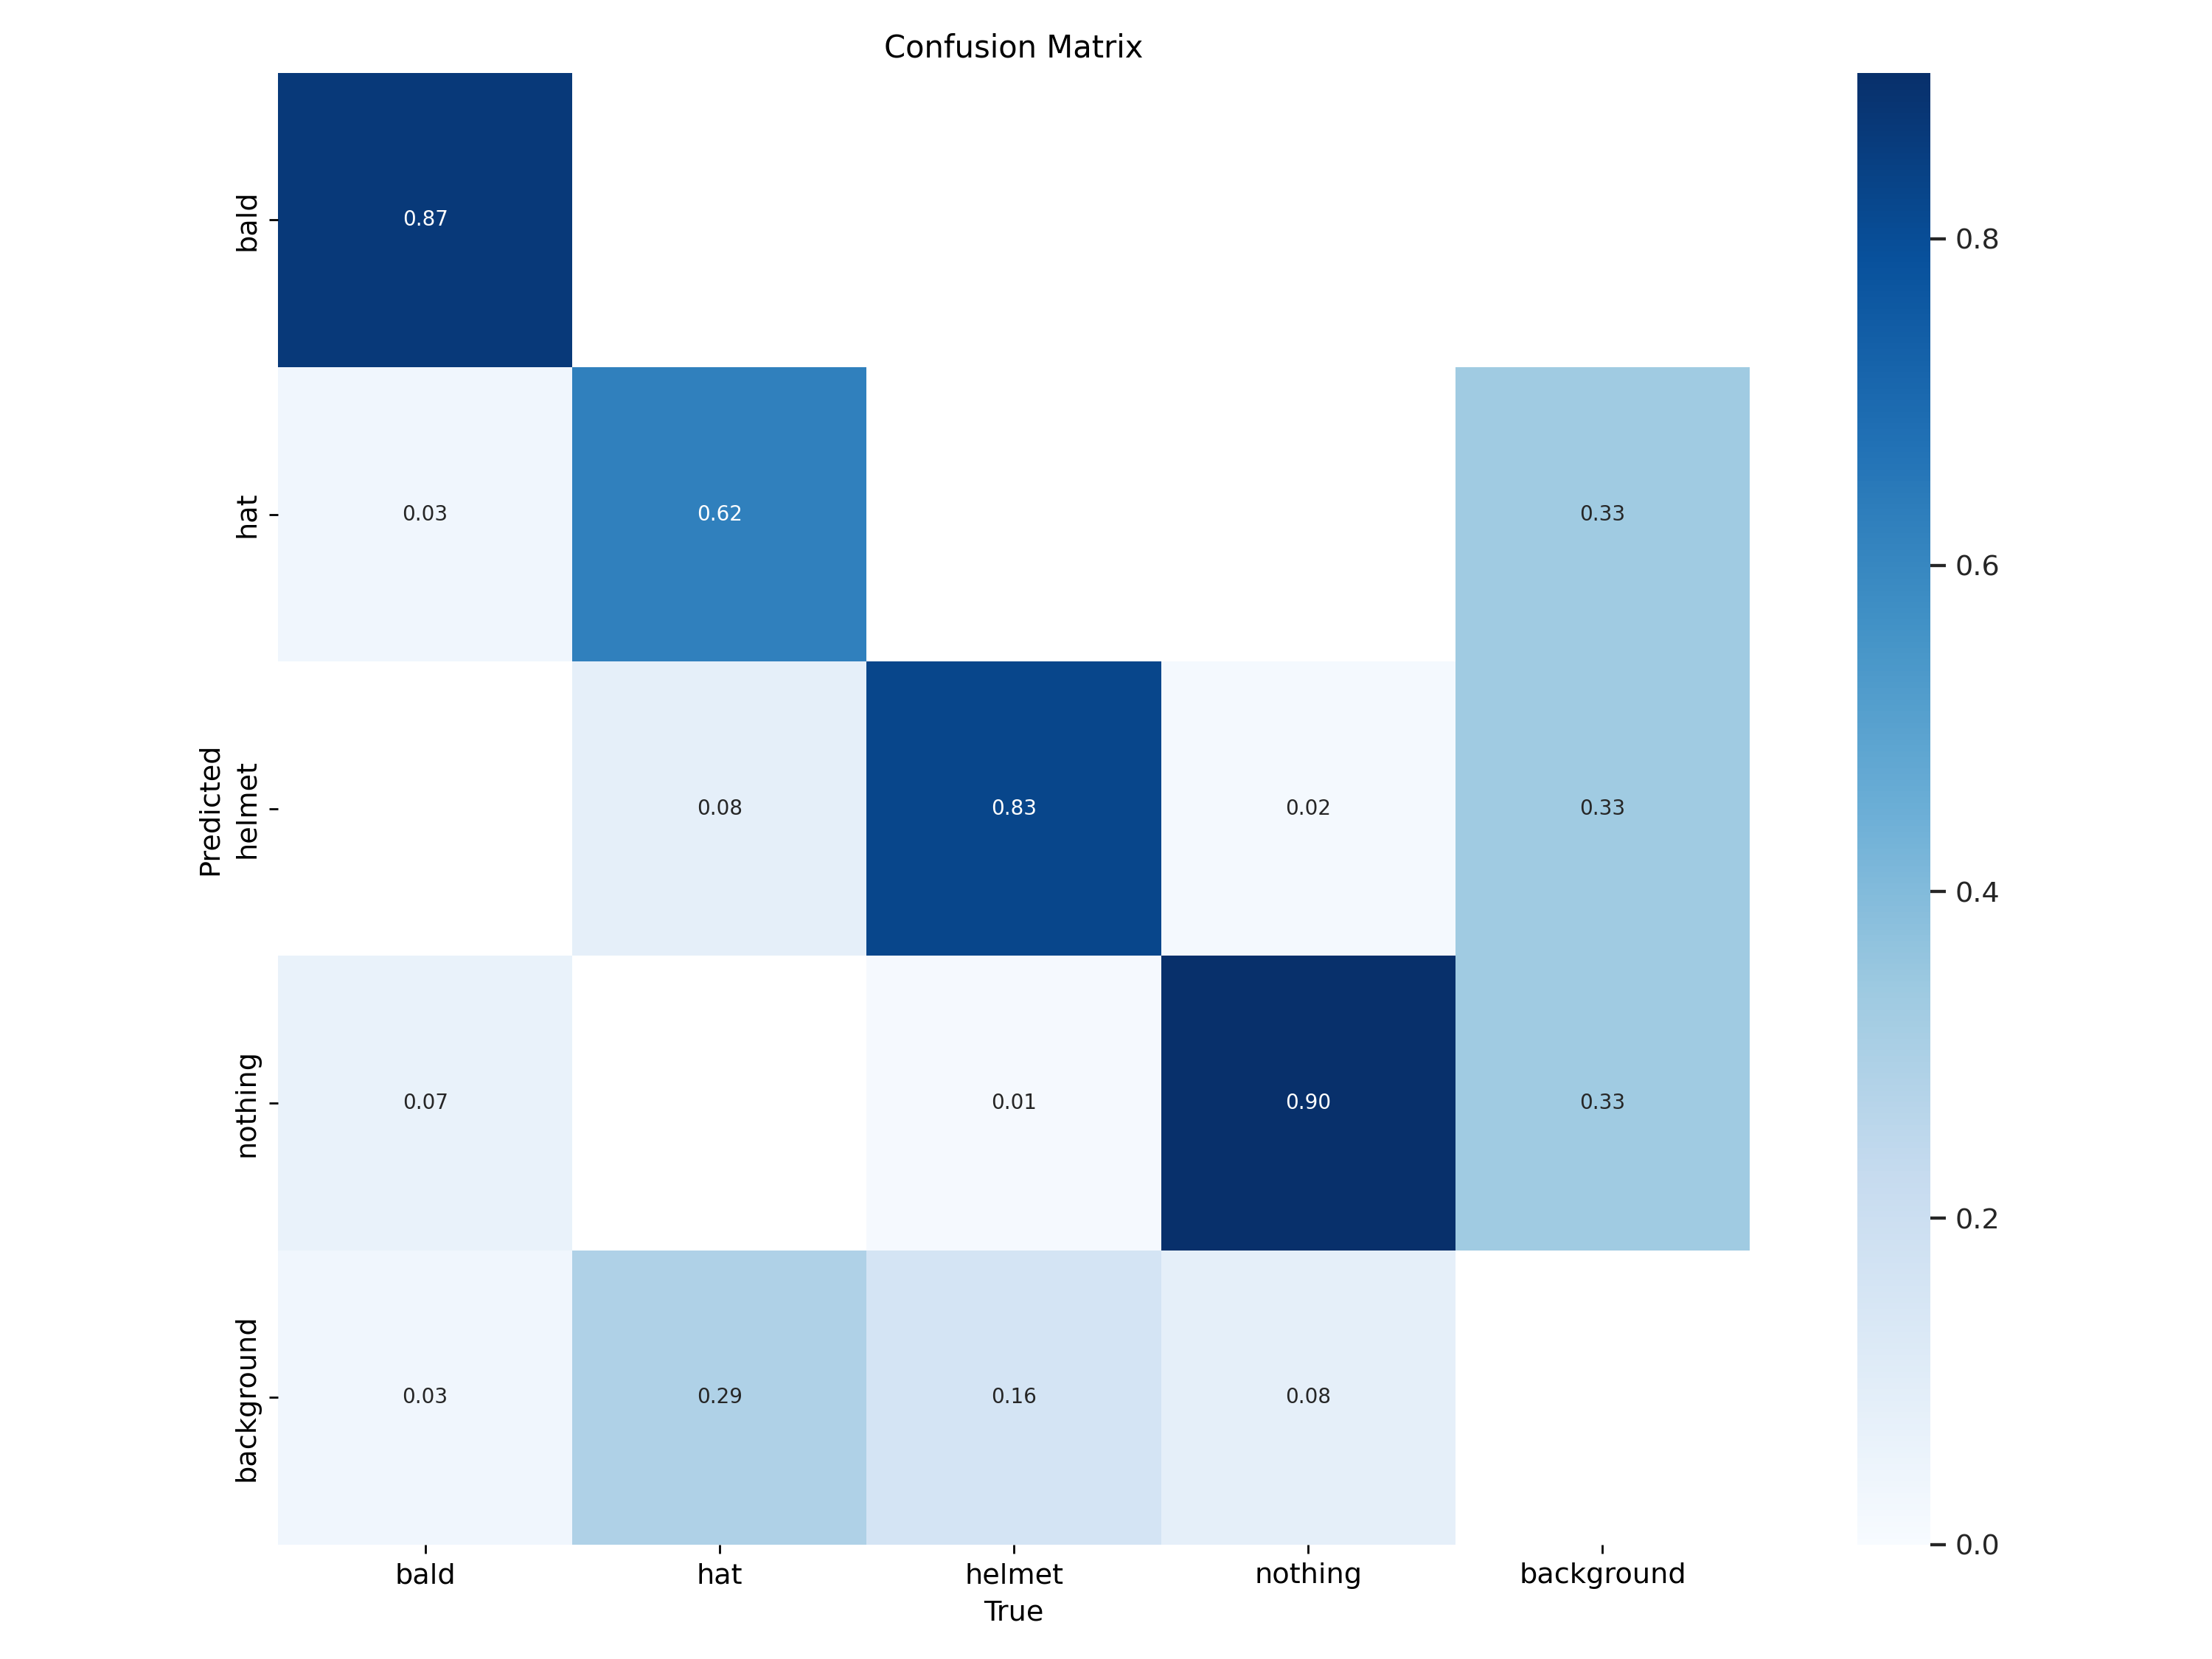 Confusion Matrix
bald
0.87
0.8
hat
0.03
0.62
0.33
0.6
Predicted
helmet
0.08
0.83
0.02
0.33
0.4
nothing
0.07
0.01
0.90
0.33
0.2
background
0.03
0.29
0.16
0.08
0.0
bald
hat
helmet
nothing
background
True